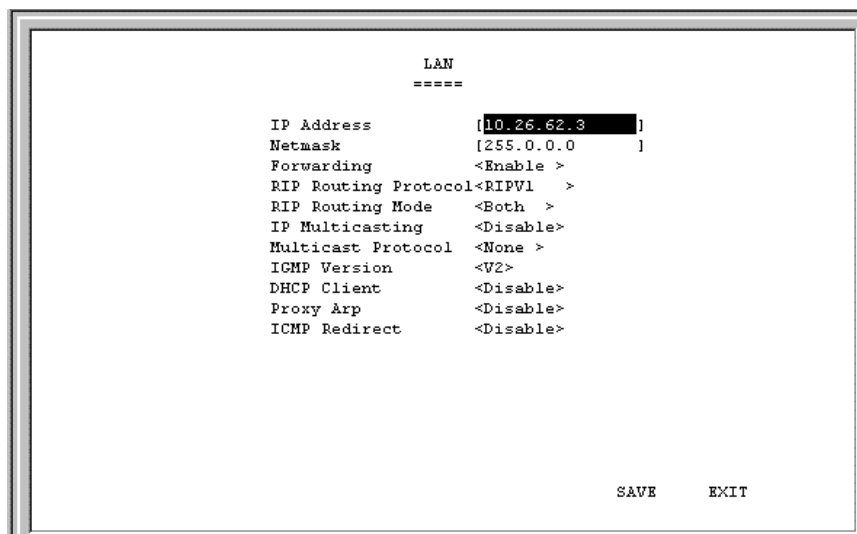 LAN
=====
IP Address [10.26.62.3 ]
Netmask [255.0.0.0 ]
Forwarding <Enable >
RIP Routing Protocol<RIPV1 >
RIP Routing Mode <Both >
IP Multicasting <Disable>
Multicast Protocol <None >
IGMP Version <V2>
DHCP Client <Disable>
Proxy Arp <Disable>
ICMP Redirect <Disable>
SAVE EXIT